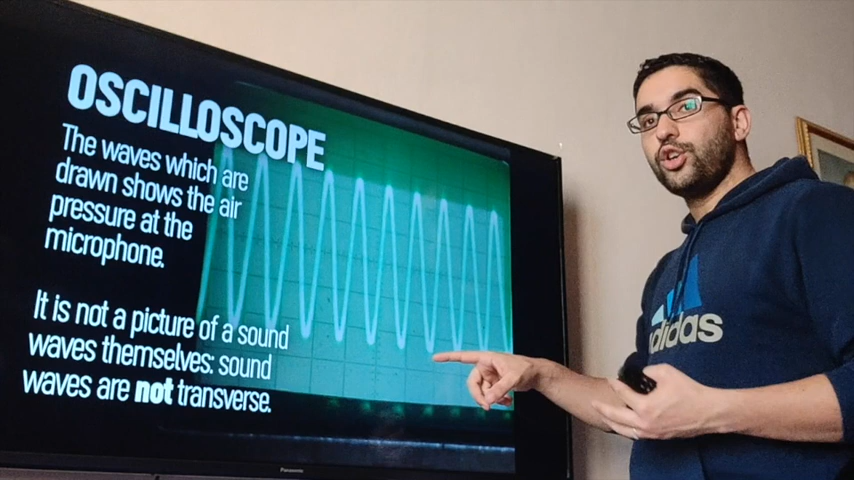 OSCILLOSCOPE
The waves which are
drawn shows the air
pressure at the
microphone.
It is not a picture of a sound
waves themselves: sound
waves are not transverse.
Panasonic
adidas